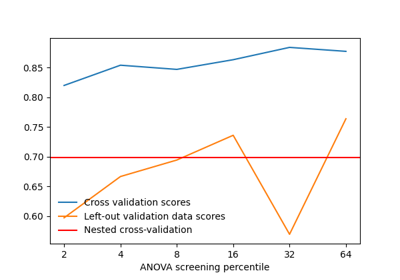 0.85
0.80
0.75
0.70
0.65
0.60
Cross validation scores
Left-out validation data scores
Nested cross-validation
2 4 8 16 32 64
ANOVA screening percentile